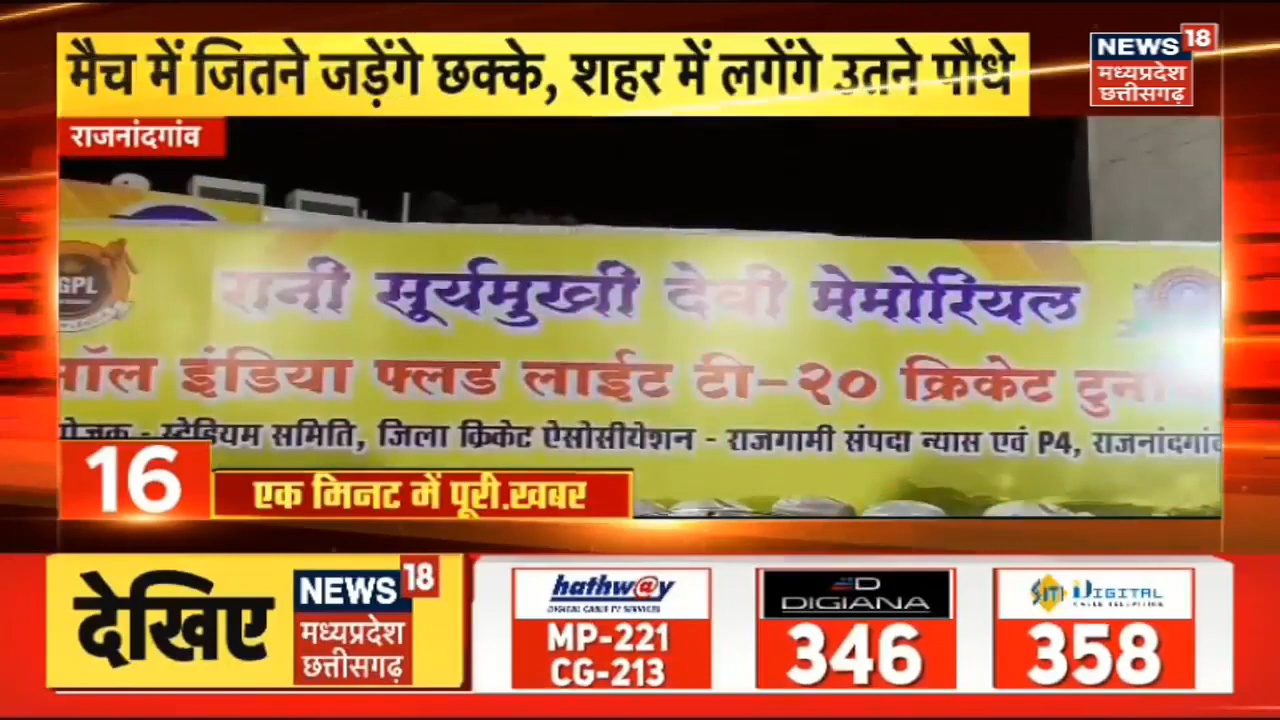 मैच में जितने जड़ेंगे छक्के, शहर में लगेंगे उतने पौधे
NEWS 18
मध्यप्रदेश
छत्तीसगढ़
राजनांदगांव
GPL
रानी सूर्यमुखी देवी मेमोरियल
इंडिया फ्लड लाईट टी-२० क्रिकेट
स्टेडियम समिति, जिला क्रिकेट ऐसोसीयेशन - राजगामी संपदा न्यास एवं P4, राजनांदगांव
16
एक मिनट में पूरी.खबर
देखिए
NEWS 18
मध्यप्रदेश
छत्तीसगढ़
hathw@y
DIGITAL CABLE TV SERVICES
MP-221
CG-213
DIGIANA
346
SITI DIGITAL
358